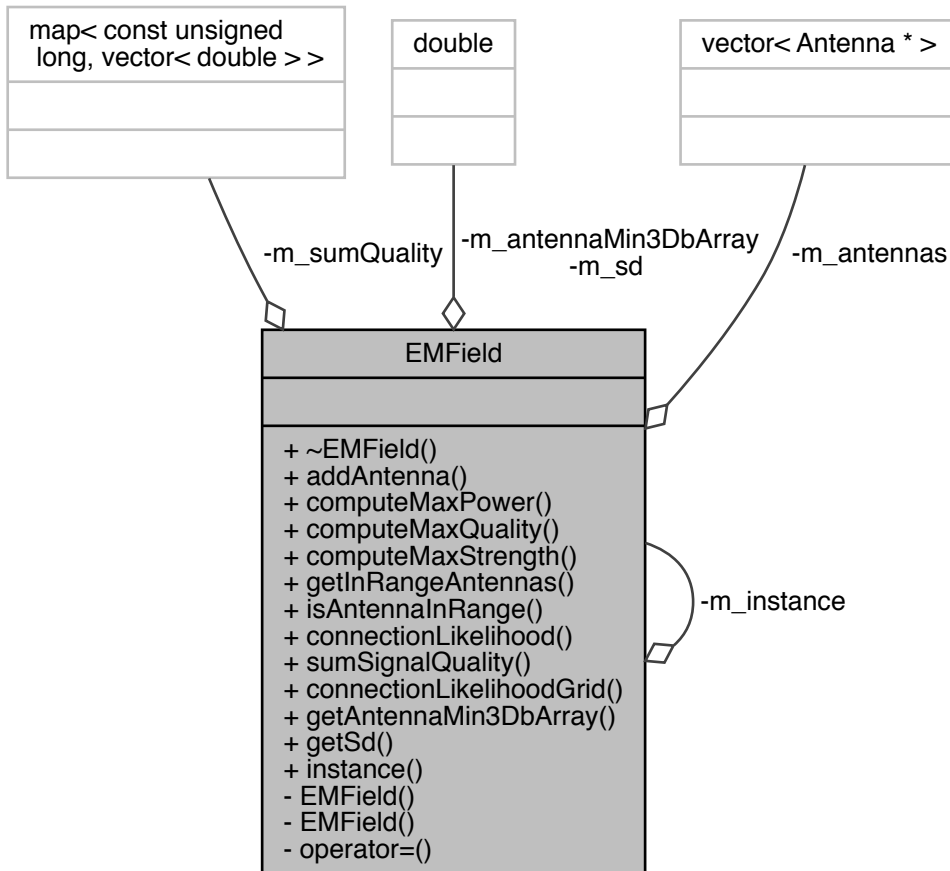 map< const unsigned
long, vector< double > >
double
vector< Antenna * >
-m_sumQuality
-m_antennaMin3DbArray
-m_sd
-m_antennas
EMField
+ ~EMField()
+ addAntenna()
+ computeMaxPower()
+ computeMaxQuality()
+ computeMaxStrength()
+ getInRangeAntennas()
+ isAntennaInRange()
+ connectionLikelihood()
+ sumSignalQuality()
+ connectionLikelihoodGrid()
+ getAntennaMin3DbArray()
+ getSd()
+ instance()
- EMField()
- EMField()
- operator=()
-m_instance